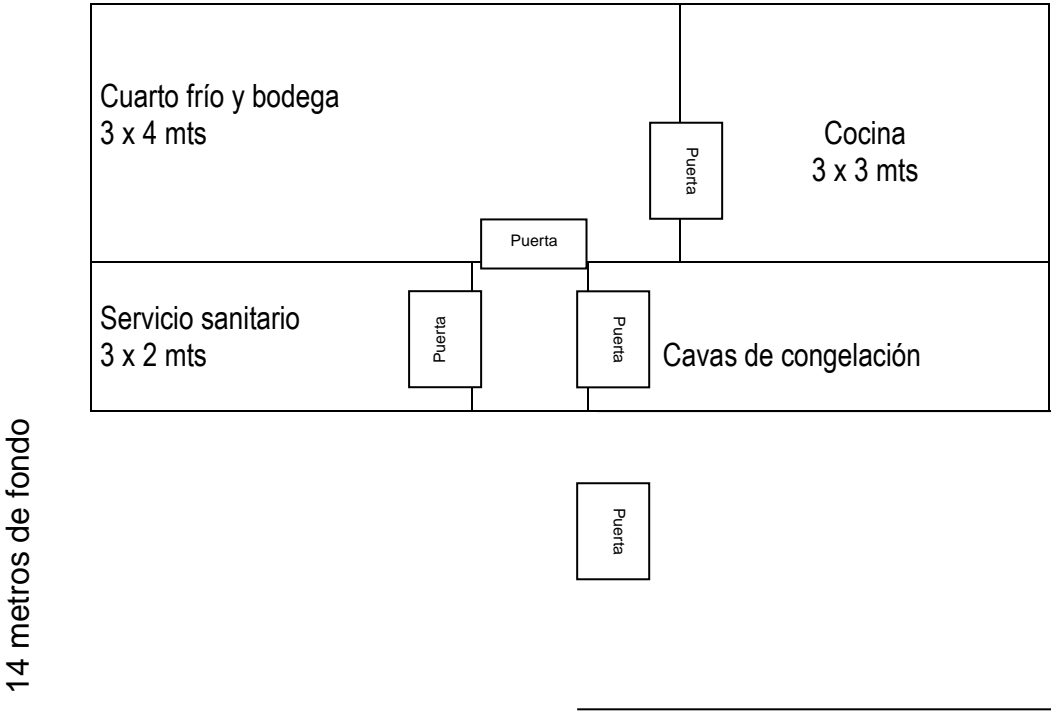 Cuarto frío y bodega
3 x 4 mts
Cocina
3 x 3 mts
Puerta
Puerta
Servicio sanitario
3 x 2 mts
Puerta
Puerta
Cavas de congelación
Puerta
14 metros de fondo